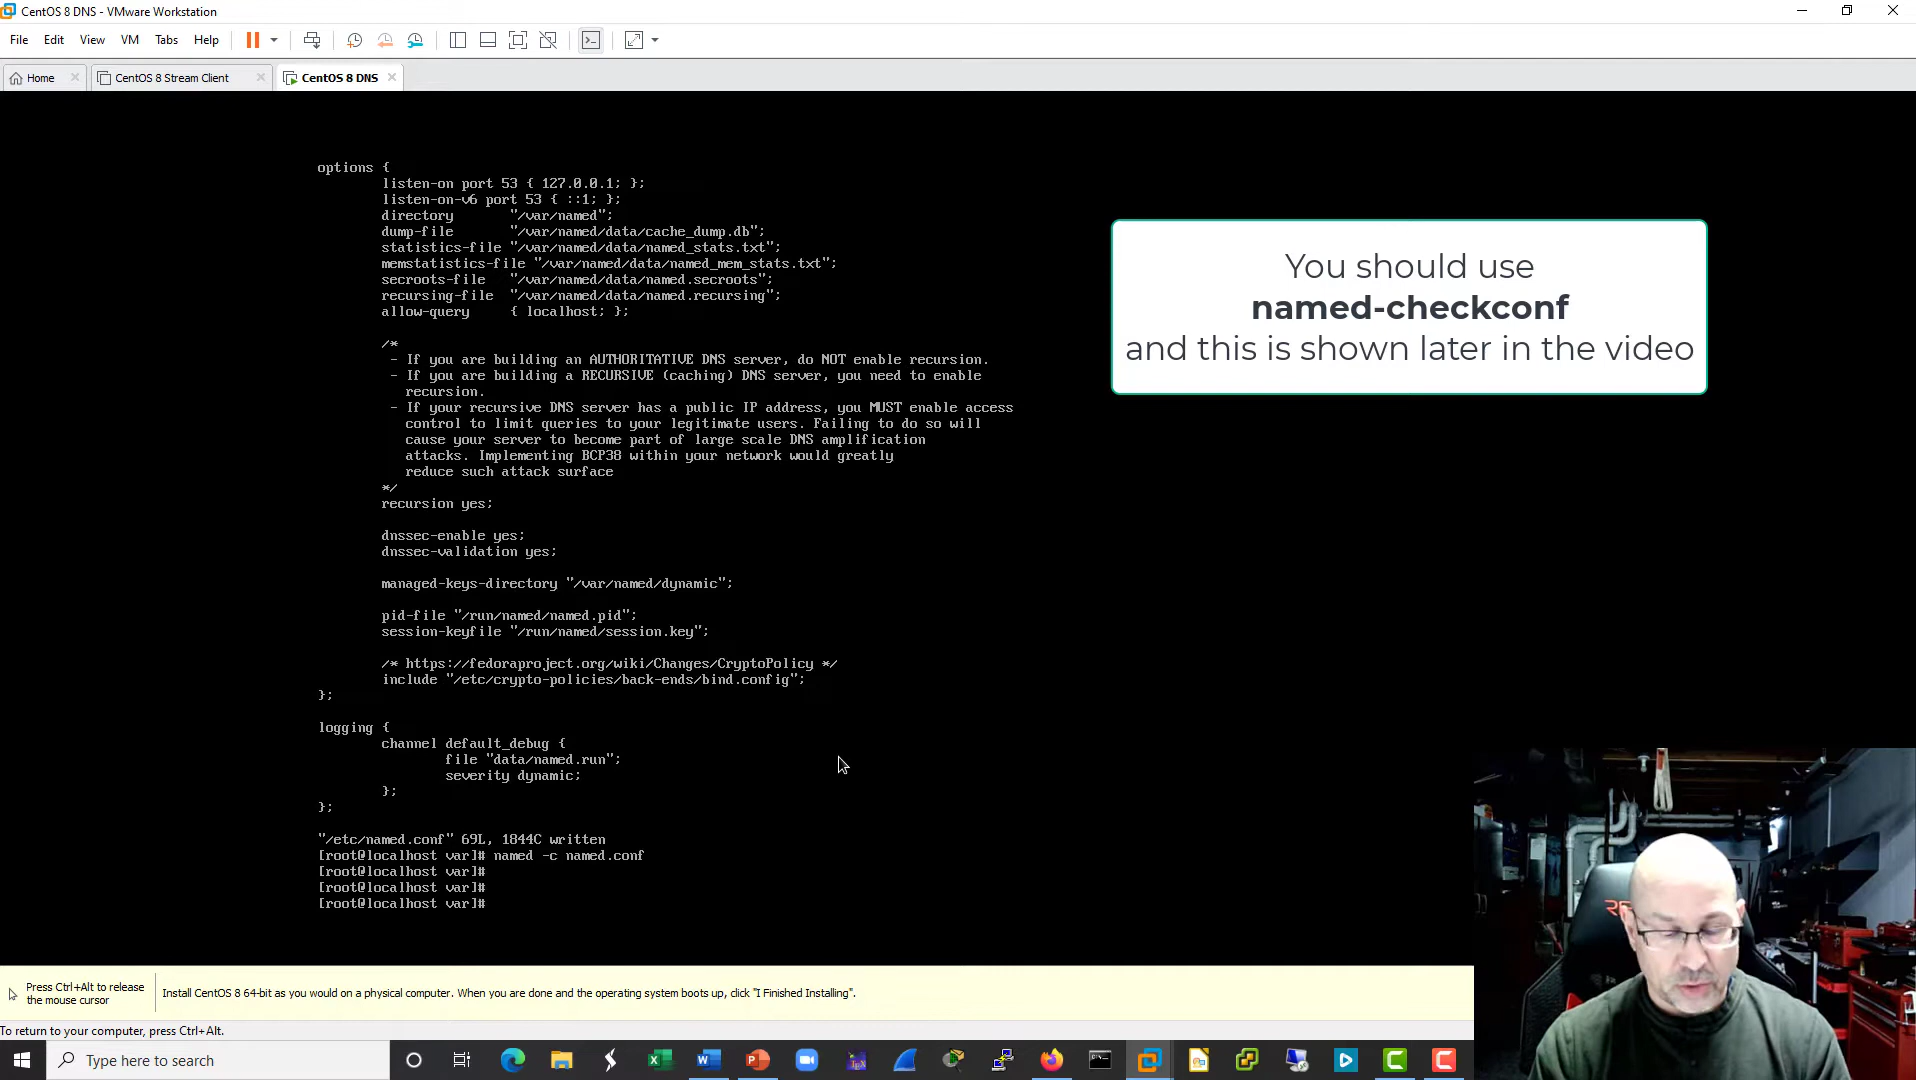 CentOS 8 DNS - VMware Workstation
File Edit View VM Tabs Help
Home CentOS 8 Stream Client CentOS 8 DNS
options {
listen-on port 53 { 127.0.0.1; };
listen-on-v6 port 53 { ::1; };
directory "/var/named";
dump-file "/var/named/data/cache_dump.db";
statistics-file "/var/named/data/named_stats.txt";
memstatistics-file "/var/named/data/named_mem_stats.txt";
secroots-file "/var/named/data/named.secroots";
recursing-file "/var/named/data/named.recursing";
allow-query { localhost; };
/*
- If you are building an AUTHORITATIVE DNS server, do NOT enable recursion.
- If you are building a RECURSIVE (caching) DNS server, you need to enable
recursion.
- If your recursive DNS server has a public IP address, you MUST enable access
control to limit queries to your legitimate users. Failing to do so will
cause your server to become part of large scale DNS amplification
attacks. Implementing BCP38 within your network would greatly
reduce such attack surface
*/
recursion yes;
dnssec-enable yes;
dnssec-validation yes;
managed-keys-directory "/var/named/dynamic";
pid-file "/run/named/named.pid";
session-keyfile "/run/named/session.key";
/* https://fedoraproject.org/wiki/Changes/CryptoPolicy */
include "/etc/crypto-policies/back-ends/bind.config";
};
logging {
channel default_debug {
file "data/named.run";
severity dynamic;
};
};
"/etc/named.conf" 69L, 1844C written
[root@localhost var]# named -c named.conf
[root@localhost var]#
[root@localhost var]#
[root@localhost var]#
You should use
named-checkconf
and this is shown later in the video
Press Ctrl+Alt to release
the mouse cursor
Install CentOS 8 64-bit as you would on a physical computer. When you are done and the operating system boots up, click "I Finished Installing".
To return to your computer, press Ctrl+Alt.
Type here to search